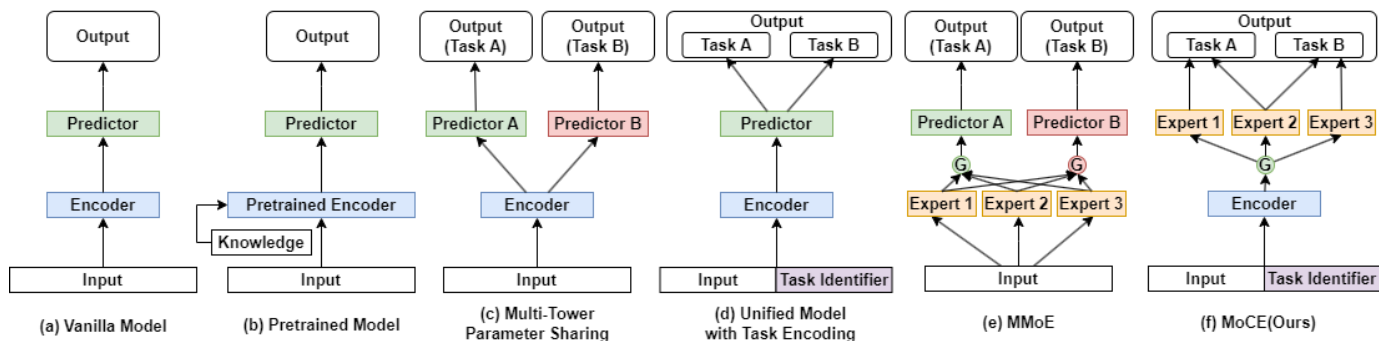 Output
Predictor
Encoder
Input
(a) Vanilla Model
Output
Predictor
Pretrained Encoder
Knowledge
Input
(b) Pretrained Model
Output
(Task A)
Output
(Task B)
Predictor A
Predictor B
Encoder
Input
(c) Multi-Tower
Parameter Sharing
Output
Task A
Task B
Predictor
Encoder
Input
Task Identifier
(d) Unified Model
with Task Encoding
Output
(Task A)
Output
(Task B)
Predictor A
Predictor B
G
G
Expert 1
Expert 2
Expert 3
Input
(e) MMoE
Output
Task A
Task B
Expert 1
Expert 2
Expert 3
G
Encoder
Input
Task Identifier
(f) MoCE(Ours)